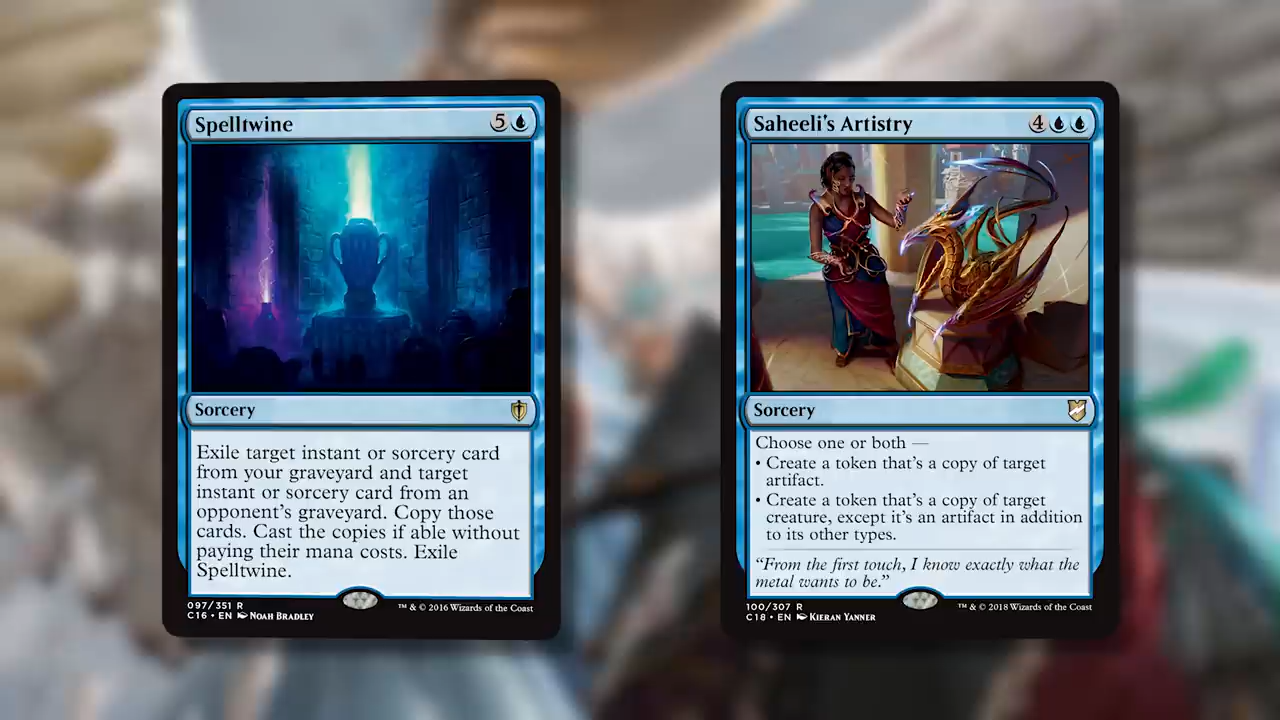 Spelltwine 5
Sorcery
Exile target instant or sorcery card
from your graveyard and target
instant or sorcery card from an
opponent's graveyard. Copy those
cards. Cast the copies if able without
paying their mana costs. Exile
Spelltwine.
097/351 R
C16 • EN NOAH BRADLEY
™ & © 2016 Wizards of the Coast
Saheeli's Artistry 4
Sorcery
Choose one or both —
• Create a token that's a copy of target
artifact.
• Create a token that's a copy of target
creature, except it's an artifact in addition
to its other types.
"From the first touch, I know exactly what the
metal wants to be."
100/307 R
C18 • EN KIERAN YANNER
™ & © 2018 Wizards of the Coast